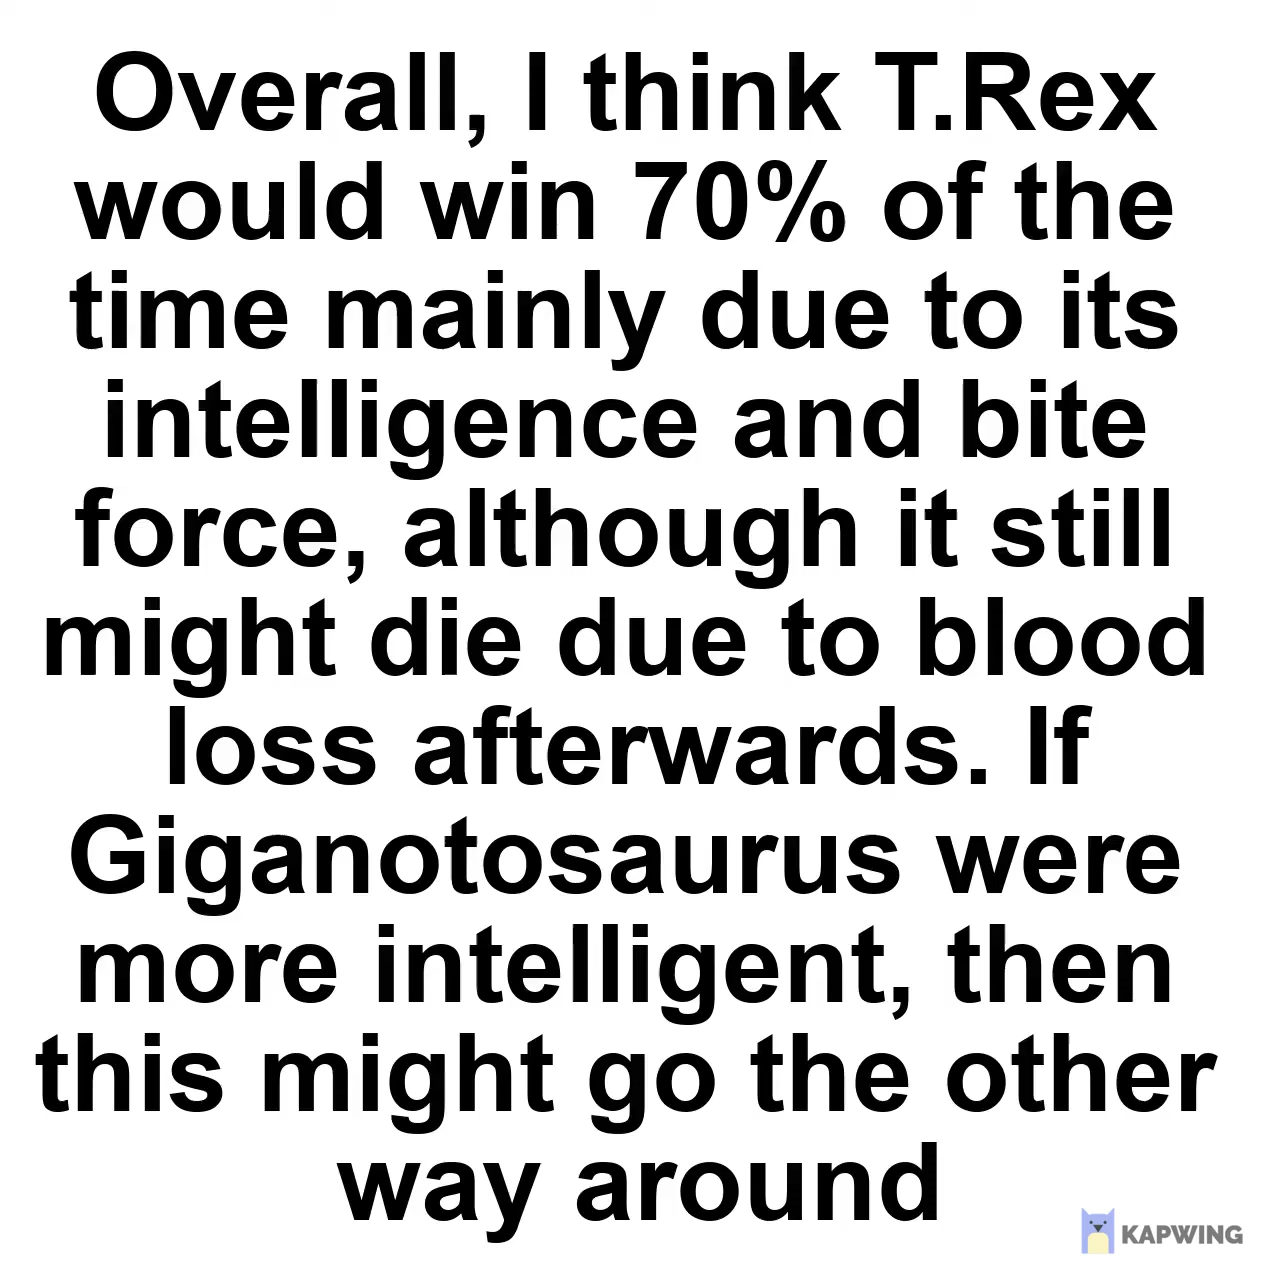 Overall, I think T.Rex
would win 70% of the
time mainly due to its
intelligence and bite
force, although it still
might die due to blood
loss afterwards. If
Giganotosaurus were
more intelligent, then
this might go the other
way around
KAPWING